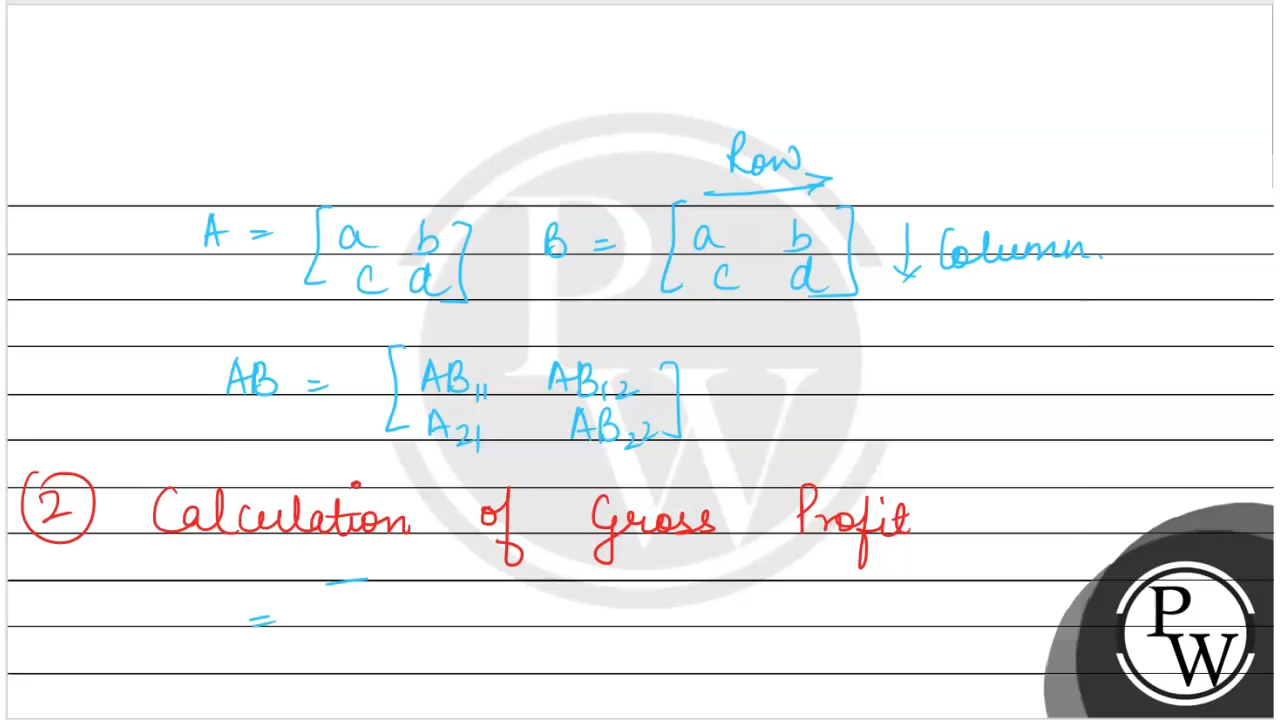 Row
A = [ a b B = [ a b ] ↓ Column.
c d ] c d
AB = [ AB11 AB12 ]
A21 AB22
② Calculation of Gross Profit
=
P
W
P
W